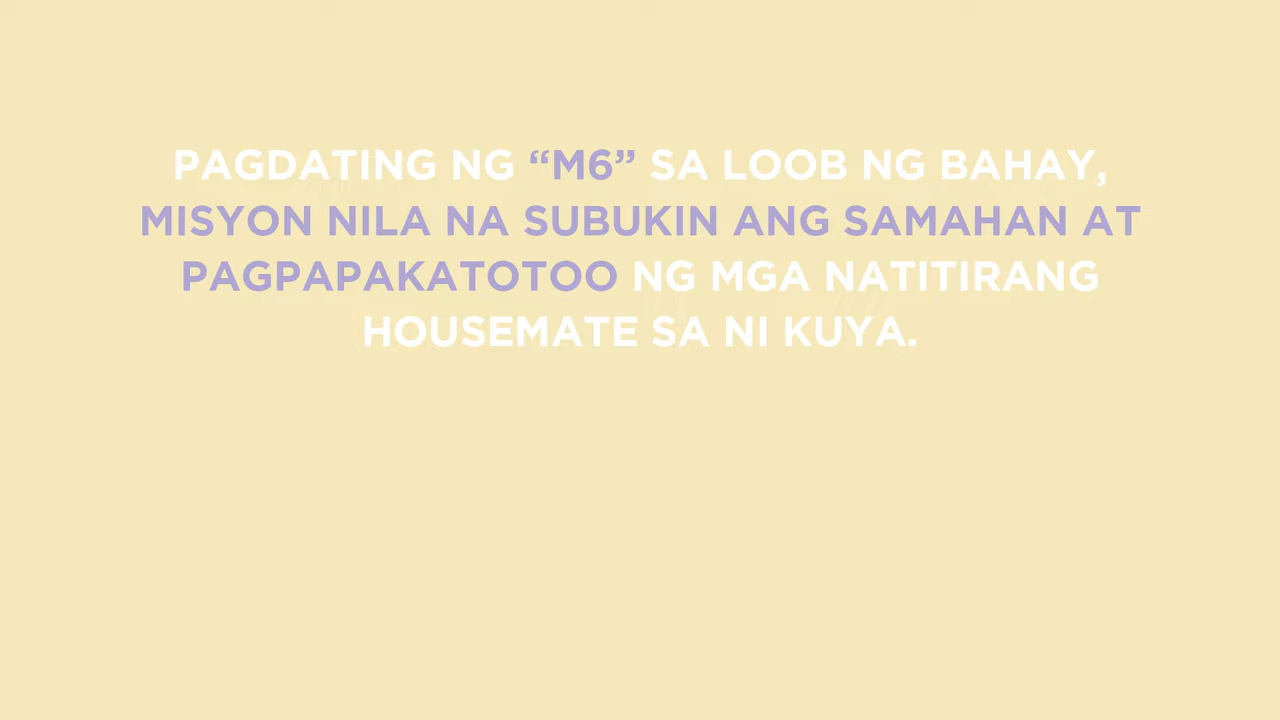 PAGDATING NG “M6” SA LOOB NG BAHAY,
MISYON NILA NA SUBUKIN ANG SAMAHAN AT
PAGPAPAKATOTOO NG MGA NATITIRANG
HOUSEMATE SA NI KUYA.